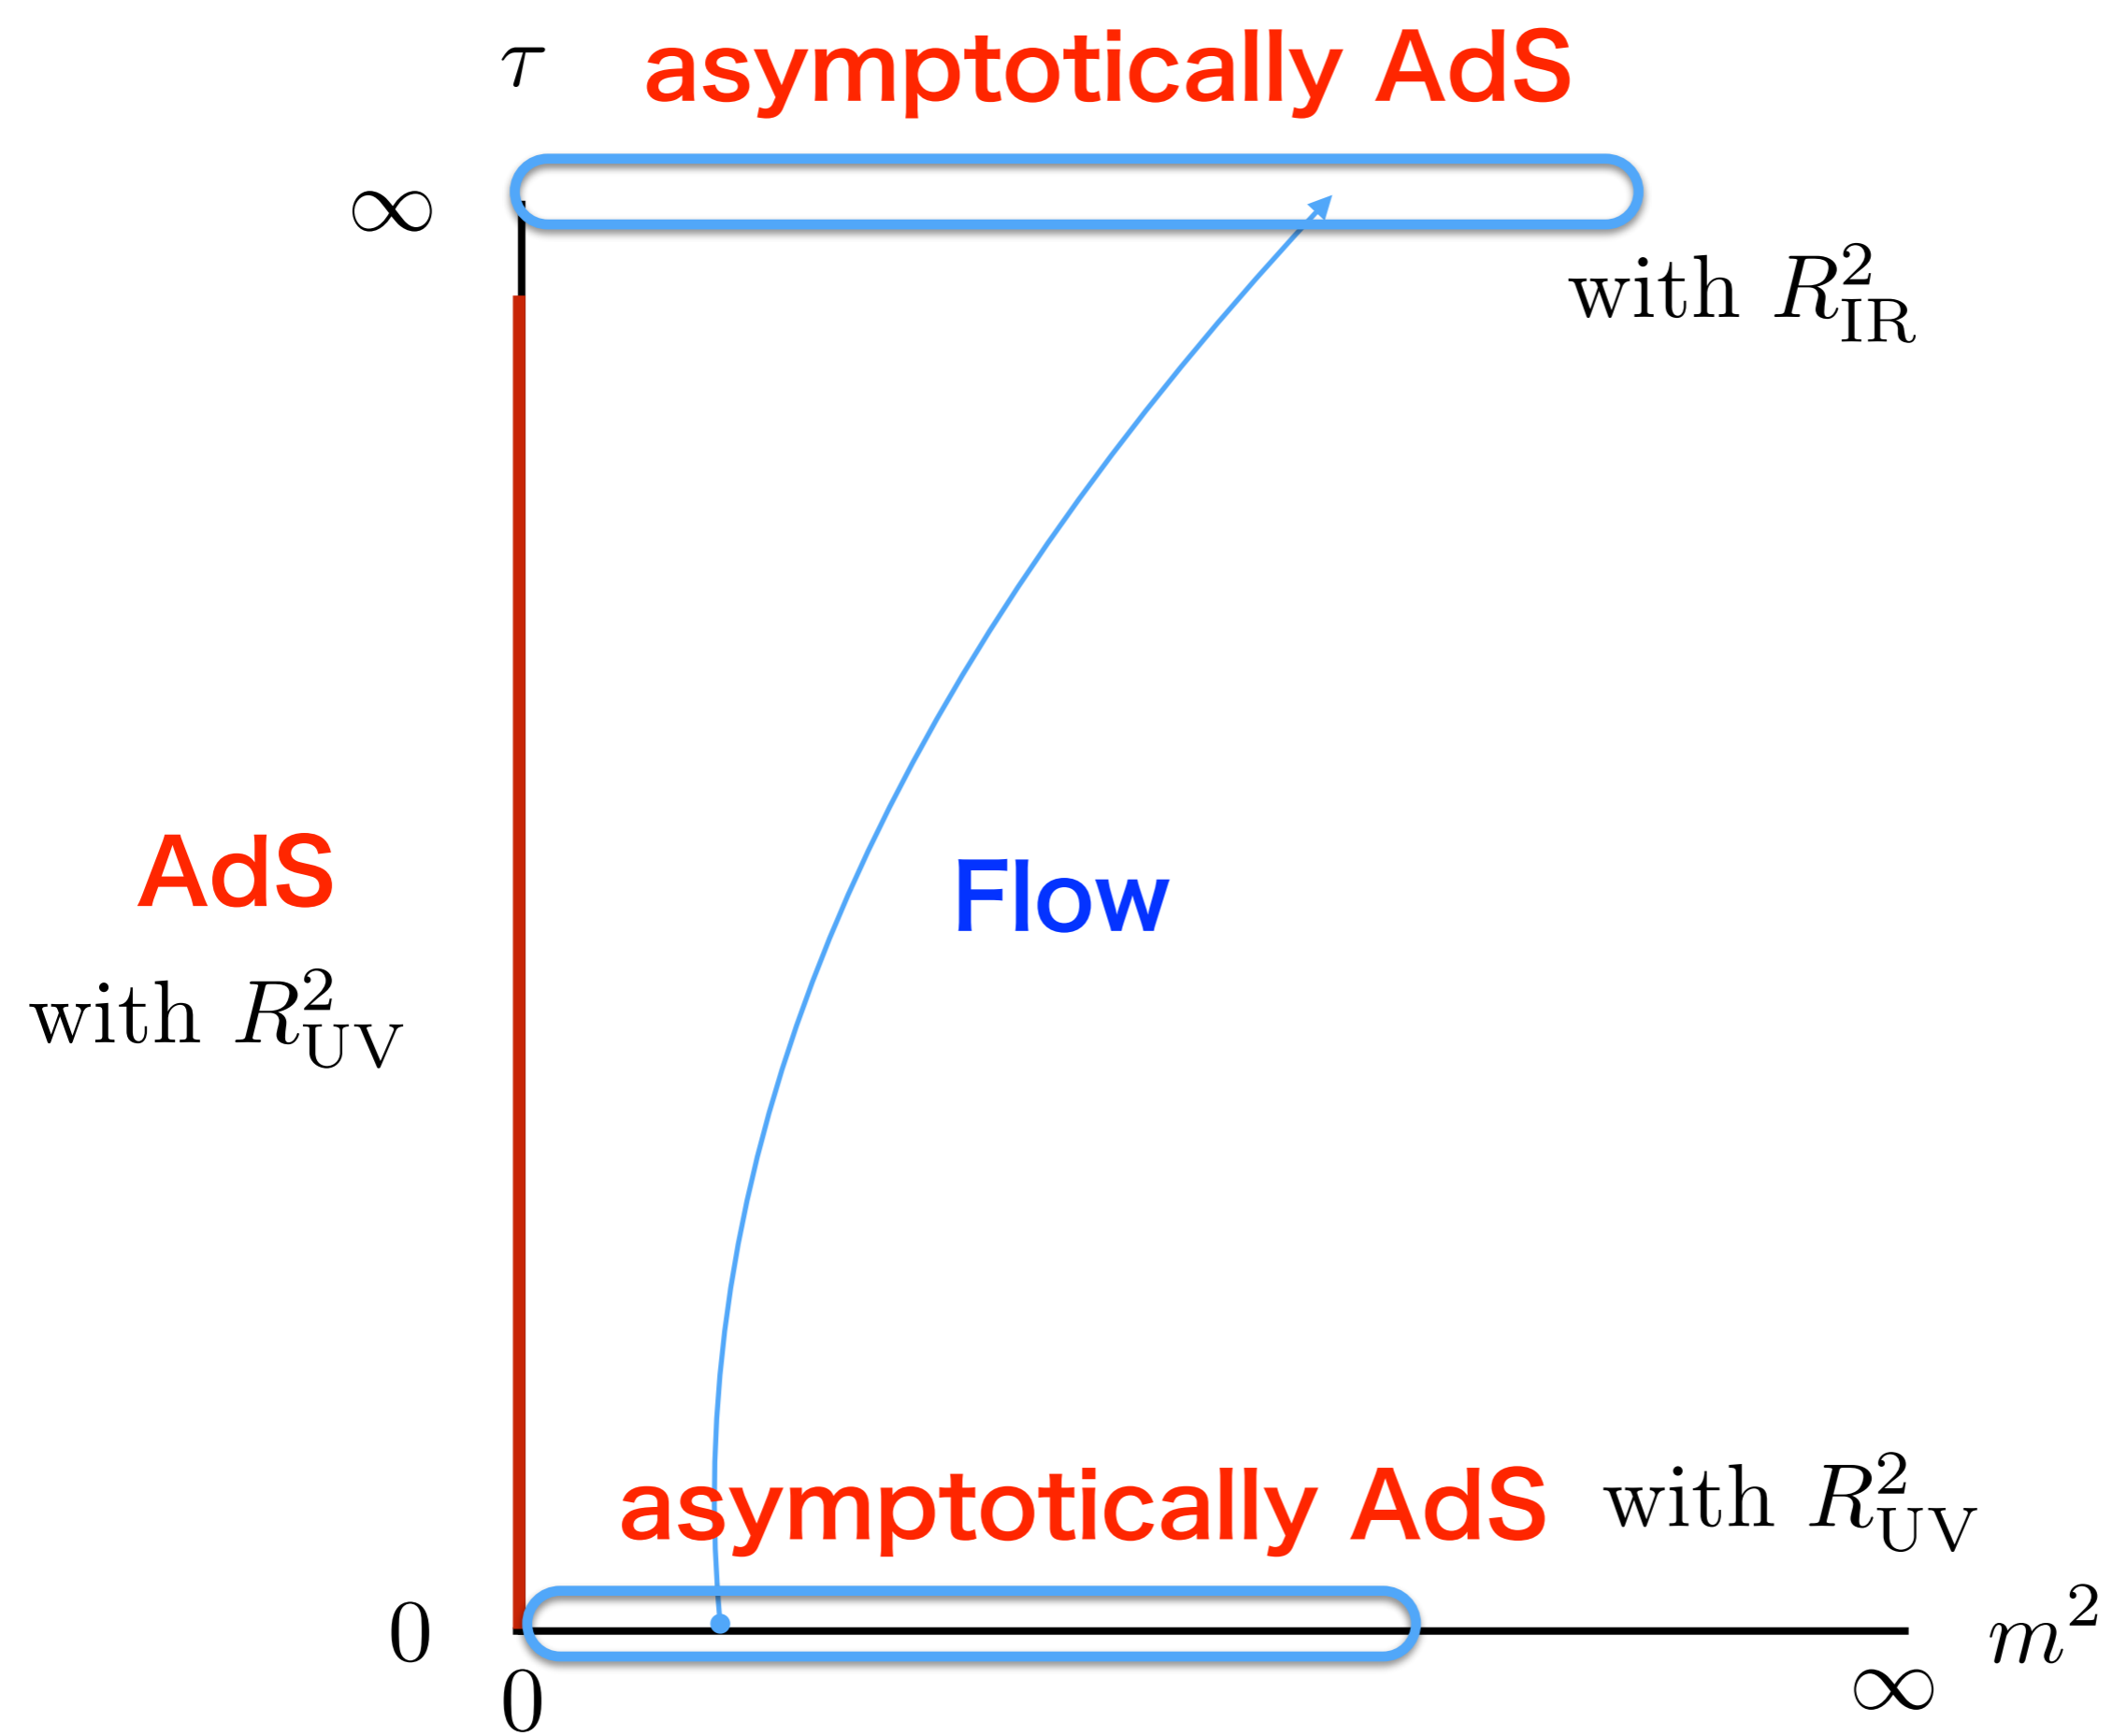 τ asymptotically AdS
∞
with R²_IR
AdS
Flow
with R²_UV
asymptotically AdS with R²_UV
0 m²
0 ∞